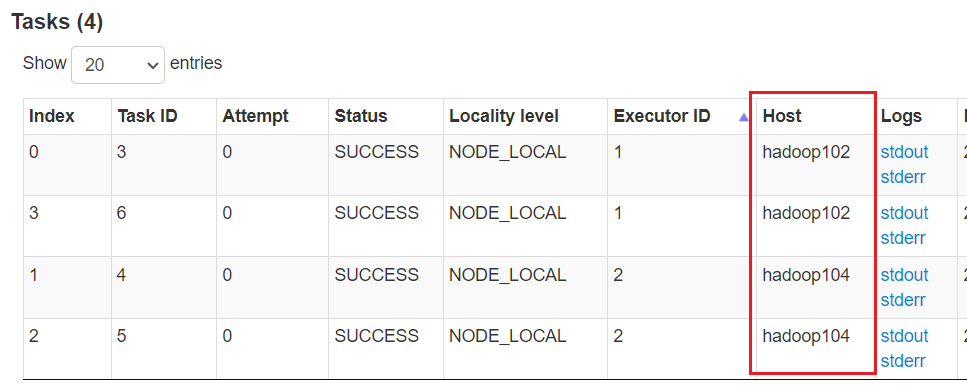 Tasks (4)
Show 20 entries
Index Task ID Attempt Status Locality level Executor ID Host Logs
0 3 0 SUCCESS NODE_LOCAL 1 hadoop102 stdout
stderr
3 6 0 SUCCESS NODE_LOCAL 1 hadoop102 stdout
stderr
1 4 0 SUCCESS NODE_LOCAL 2 hadoop104 stdout
stderr
2 5 0 SUCCESS NODE_LOCAL 2 hadoop104 stdout
stderr